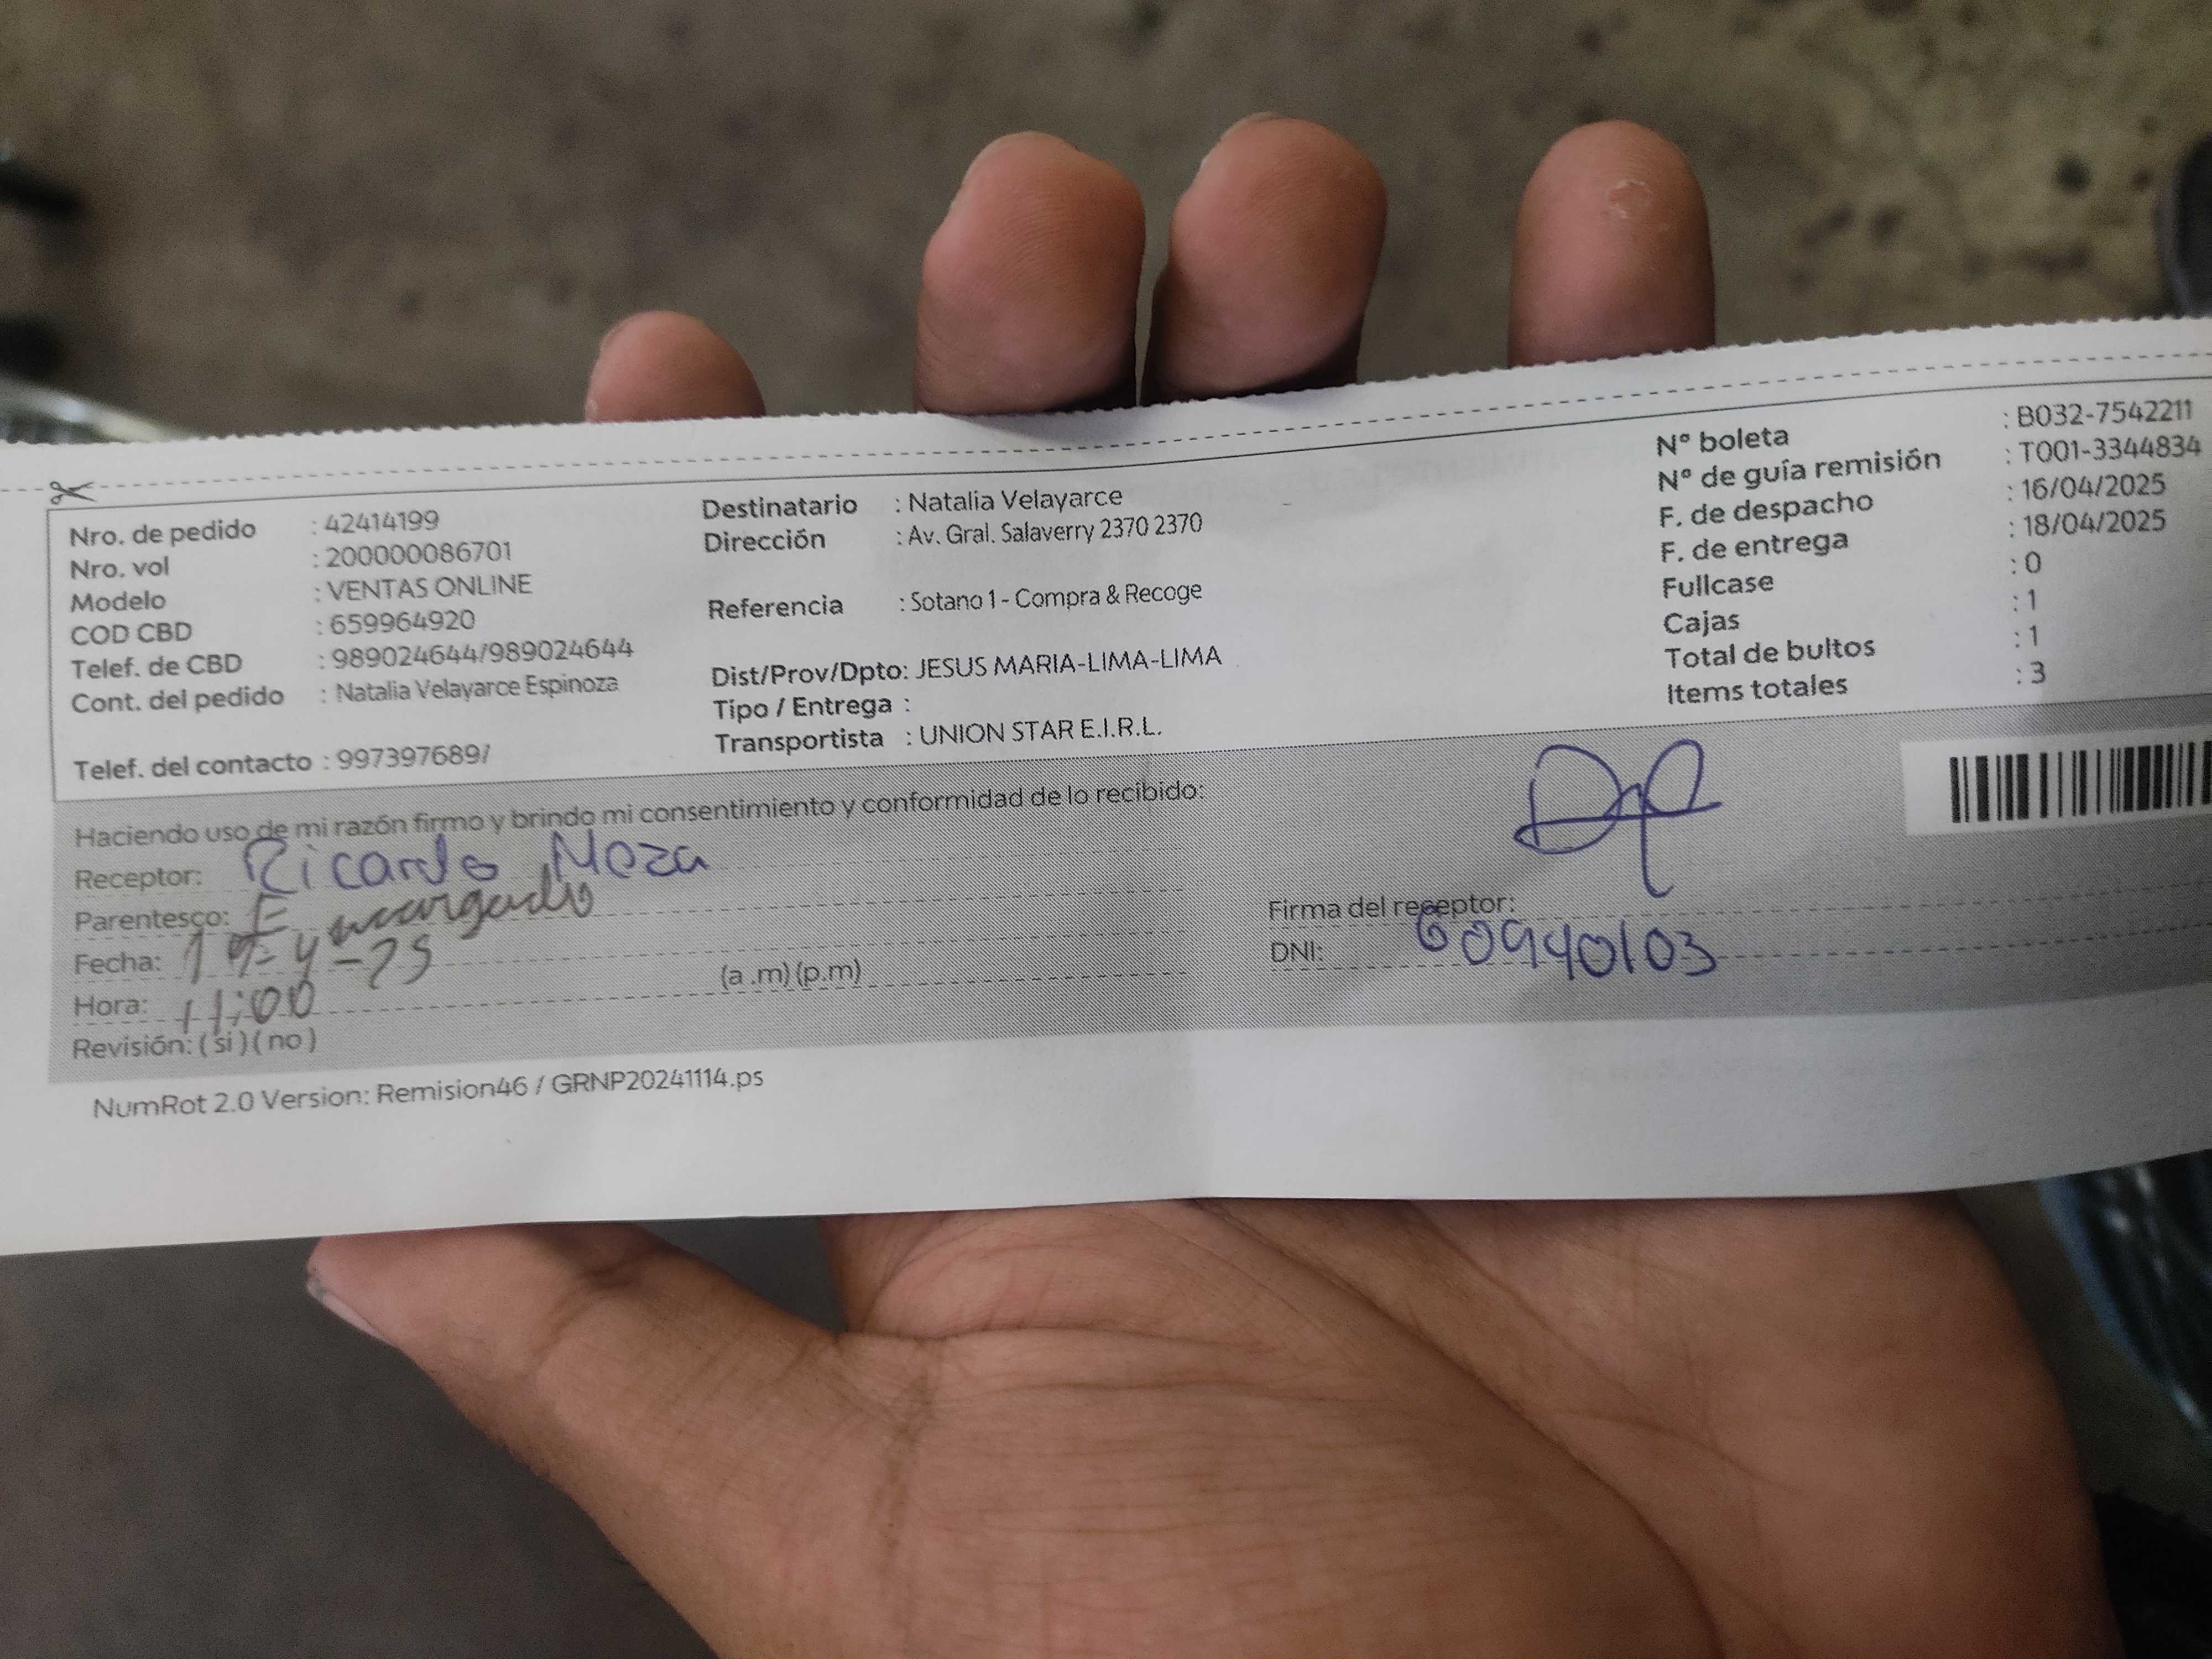 Nro. de pedido : 42414199
Nro. vol : 200000086701
Modelo : VENTAS ONLINE
COD CBD : 659964920
Telef. de CBD : 989024644/989024644
Cont. del pedido : Natalia Velayarce Espinoza
Telef. del contacto : 997397689/
Destinatario : Natalia Velayarce
Dirección : Av. Gral. Salaverry 2370 2370
Referencia : Sotano 1 - Compra & Recoge
Dist/Prov/Dpto: JESUS MARIA-LIMA-LIMA
Tipo / Entrega :
Transportista : UNION STAR E.I.R.L.
Nº boleta : B032-7542211
Nº de guía remisión : T001-3344834
F. de despacho : 16/04/2025
F. de entrega : 18/04/2025
Fullcase : 0
Cajas : 1
Total de bultos : 1
Items totales : 3
Haciendo uso de mi razón firmo y brindo mi consentimiento y conformidad de lo recibido:
Receptor: Ricardo Meza
Parentesco: Encargado
Fecha:
Hora: 11:00 (a .m) (p.m)
Revisión: ( si ) ( no )
Firma del receptor:
DNI: 60940103
NumRot 2.0 Version: Remision46 / GRNP20241114.ps